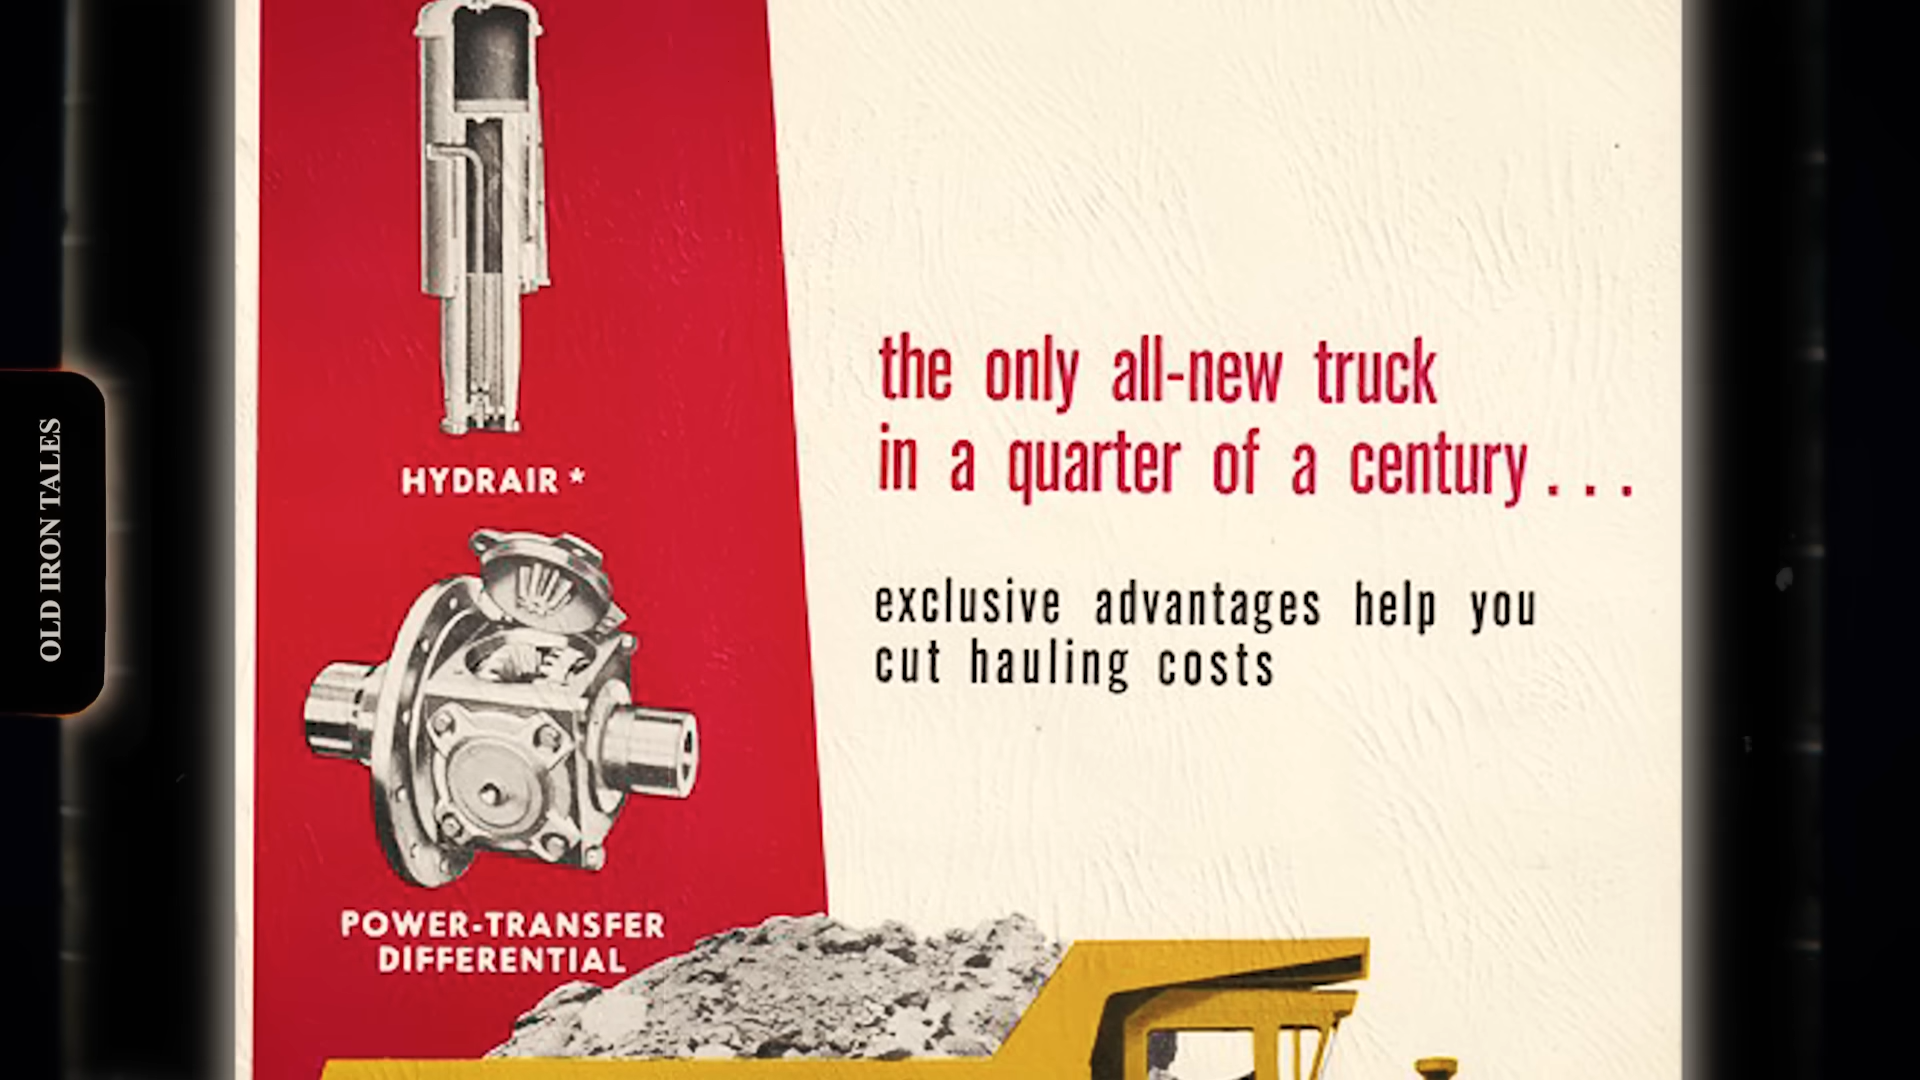 OLD IRON TALES
HYDRAIR *
POWER-TRANSFER
DIFFERENTIAL
the only all-new truck
in a quarter of a century...
exclusive advantages help you
cut hauling costs